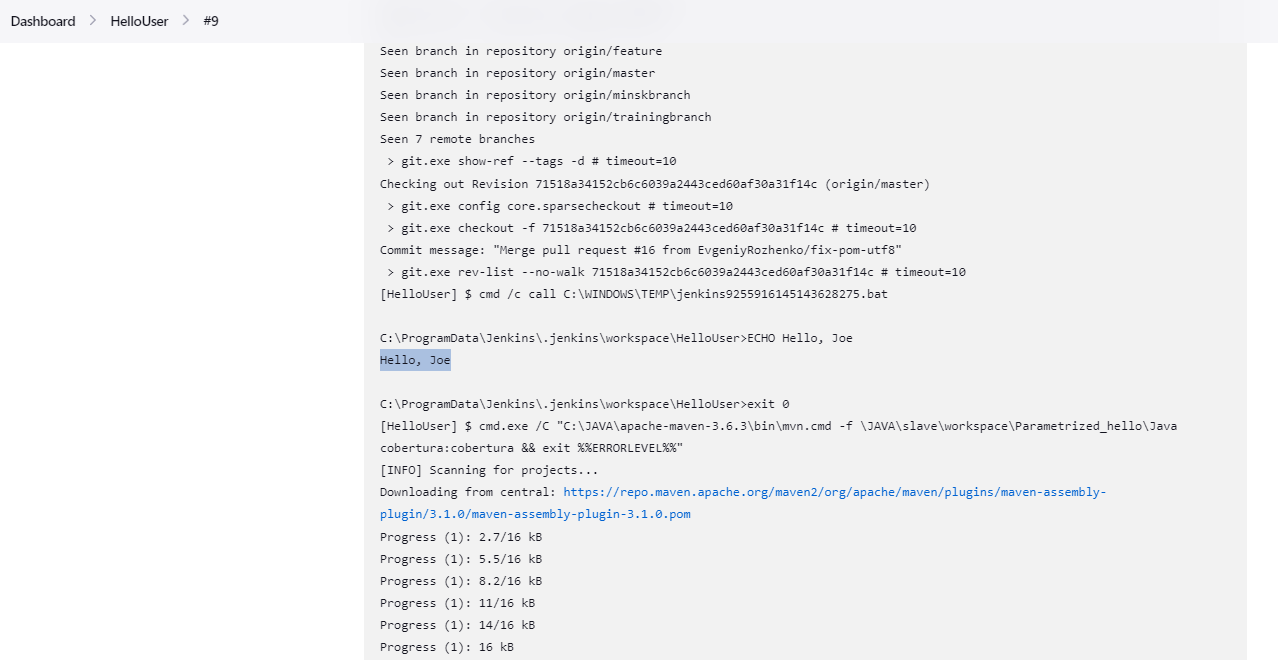 Dashboard > HelloUser > #9
Seen branch in repository origin/feature
Seen branch in repository origin/master
Seen branch in repository origin/minskbranch
Seen branch in repository origin/trainingbranch
Seen 7 remote branches
 > git.exe show-ref --tags -d # timeout=10
Checking out Revision 71518a34152cb6c6039a2443ced60af30a31f14c (origin/master)
 > git.exe config core.sparsecheckout # timeout=10
 > git.exe checkout -f 71518a34152cb6c6039a2443ced60af30a31f14c # timeout=10
Commit message: "Merge pull request #16 from EvgeniyRozhenko/fix-pom-utf8"
 > git.exe rev-list --no-walk 71518a34152cb6c6039a2443ced60af30a31f14c # timeout=10
[HelloUser] $ cmd /c call C:\WINDOWS\TEMP\jenkins9255916145143628275.bat
C:\ProgramData\Jenkins\.jenkins\workspace\HelloUser>ECHO Hello, Joe
Hello, Joe
C:\ProgramData\Jenkins\.jenkins\workspace\HelloUser>exit 0
[HelloUser] $ cmd.exe /C "C:\JAVA\apache-maven-3.6.3\bin\mvn.cmd -f \JAVA\slave\workspace\Parametrized_hello\Java
cobertura:cobertura && exit %%ERRORLEVEL%%"
[INFO] Scanning for projects...
Downloading from central: https://repo.maven.apache.org/maven2/org/apache/maven/plugins/maven-assembly-
plugin/3.1.0/maven-assembly-plugin-3.1.0.pom
Progress (1): 2.7/16 kB
Progress (1): 5.5/16 kB
Progress (1): 8.2/16 kB
Progress (1): 11/16 kB
Progress (1): 14/16 kB
Progress (1): 16 kB